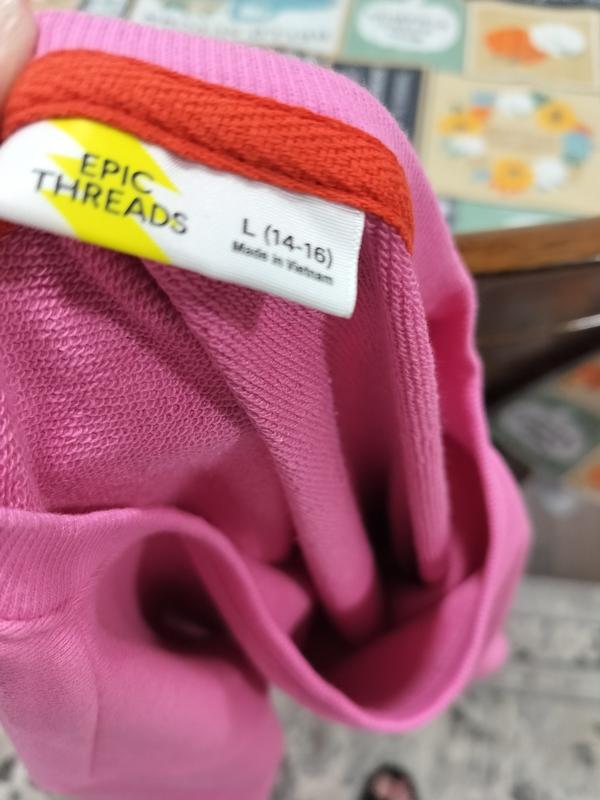 EPIC
THREADS
L (14-16)
Made in Vietnam